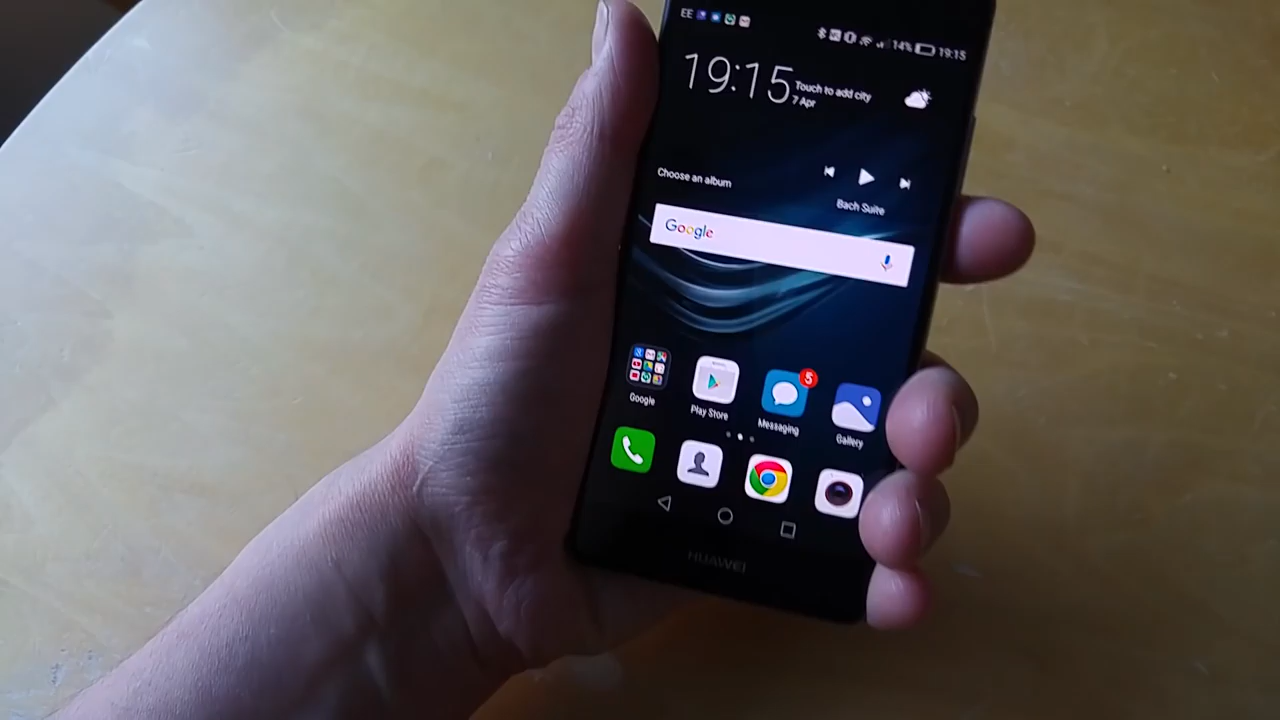 EE
14% 19:15
19:15
Touch to add city
7 Apr
Choose an album
Bach Suite
Google
Google
Play Store
5
Messaging
Gallery
HUAWEI